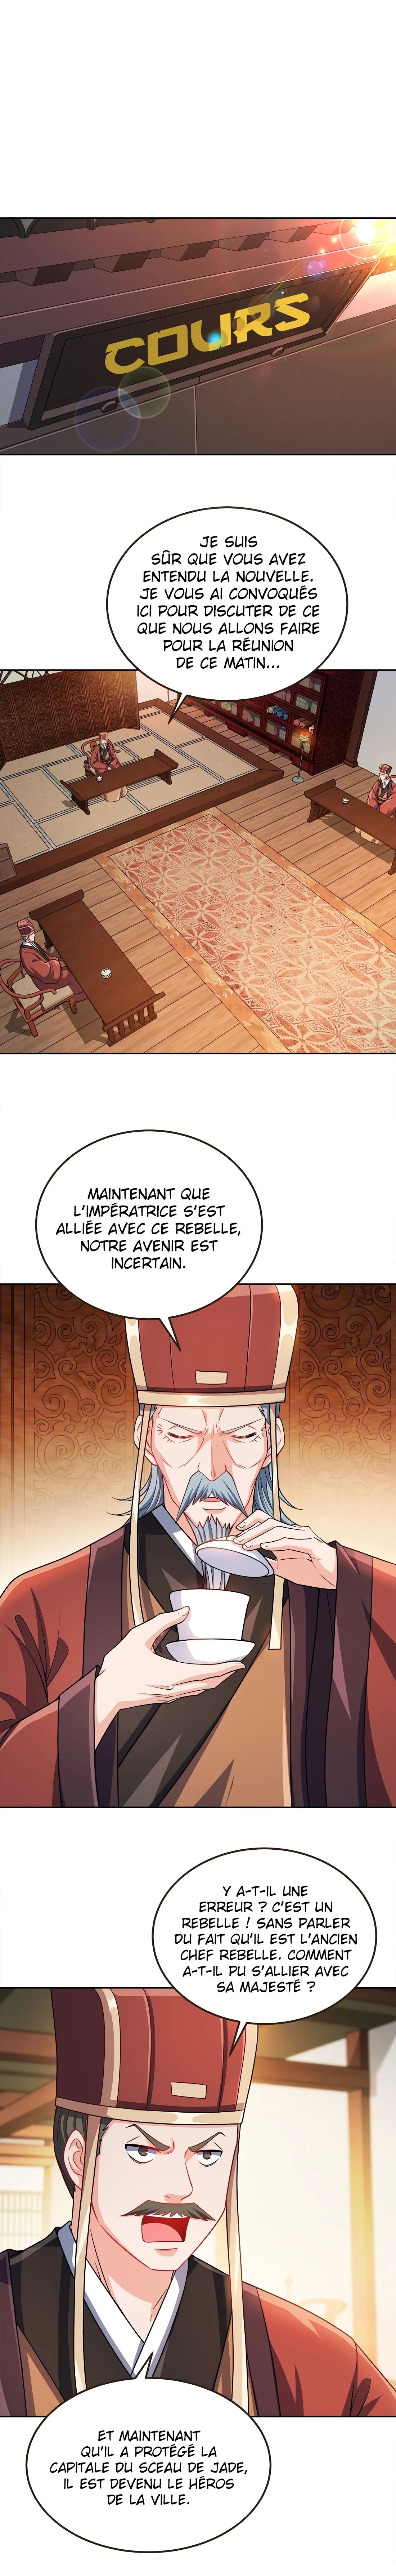 COURS
JE SUIS
SÛR QUE VOUS AVEZ
ENTENDU LA NOUVELLE.
JE VOUS AI CONVOQUÉS
ICI POUR DISCUTER DE CE
QUE NOUS ALLONS FAIRE
POUR LA RÉUNION
DE CE MATIN...
MAINTENANT QUE
L'IMPÉRATRICE S'EST
ALLIÉE AVEC CE REBELLE,
NOTRE AVENIR EST
INCERTAIN.
Y A-T-IL UNE
ERREUR ? C'EST UN
REBELLE ! SANS PARLER
DU FAIT QU'IL EST L'ANCIEN
CHEF REBELLE. COMMENT
A-T-IL PU S'ALLIER AVEC
SA MAJESTÉ ?
ET MAINTENANT
QU'IL A PROTÉGÉ LA
CAPITALE DU SCEAU DE JADE,
IL EST DEVENU LE HÉROS
DE LA VILLE.